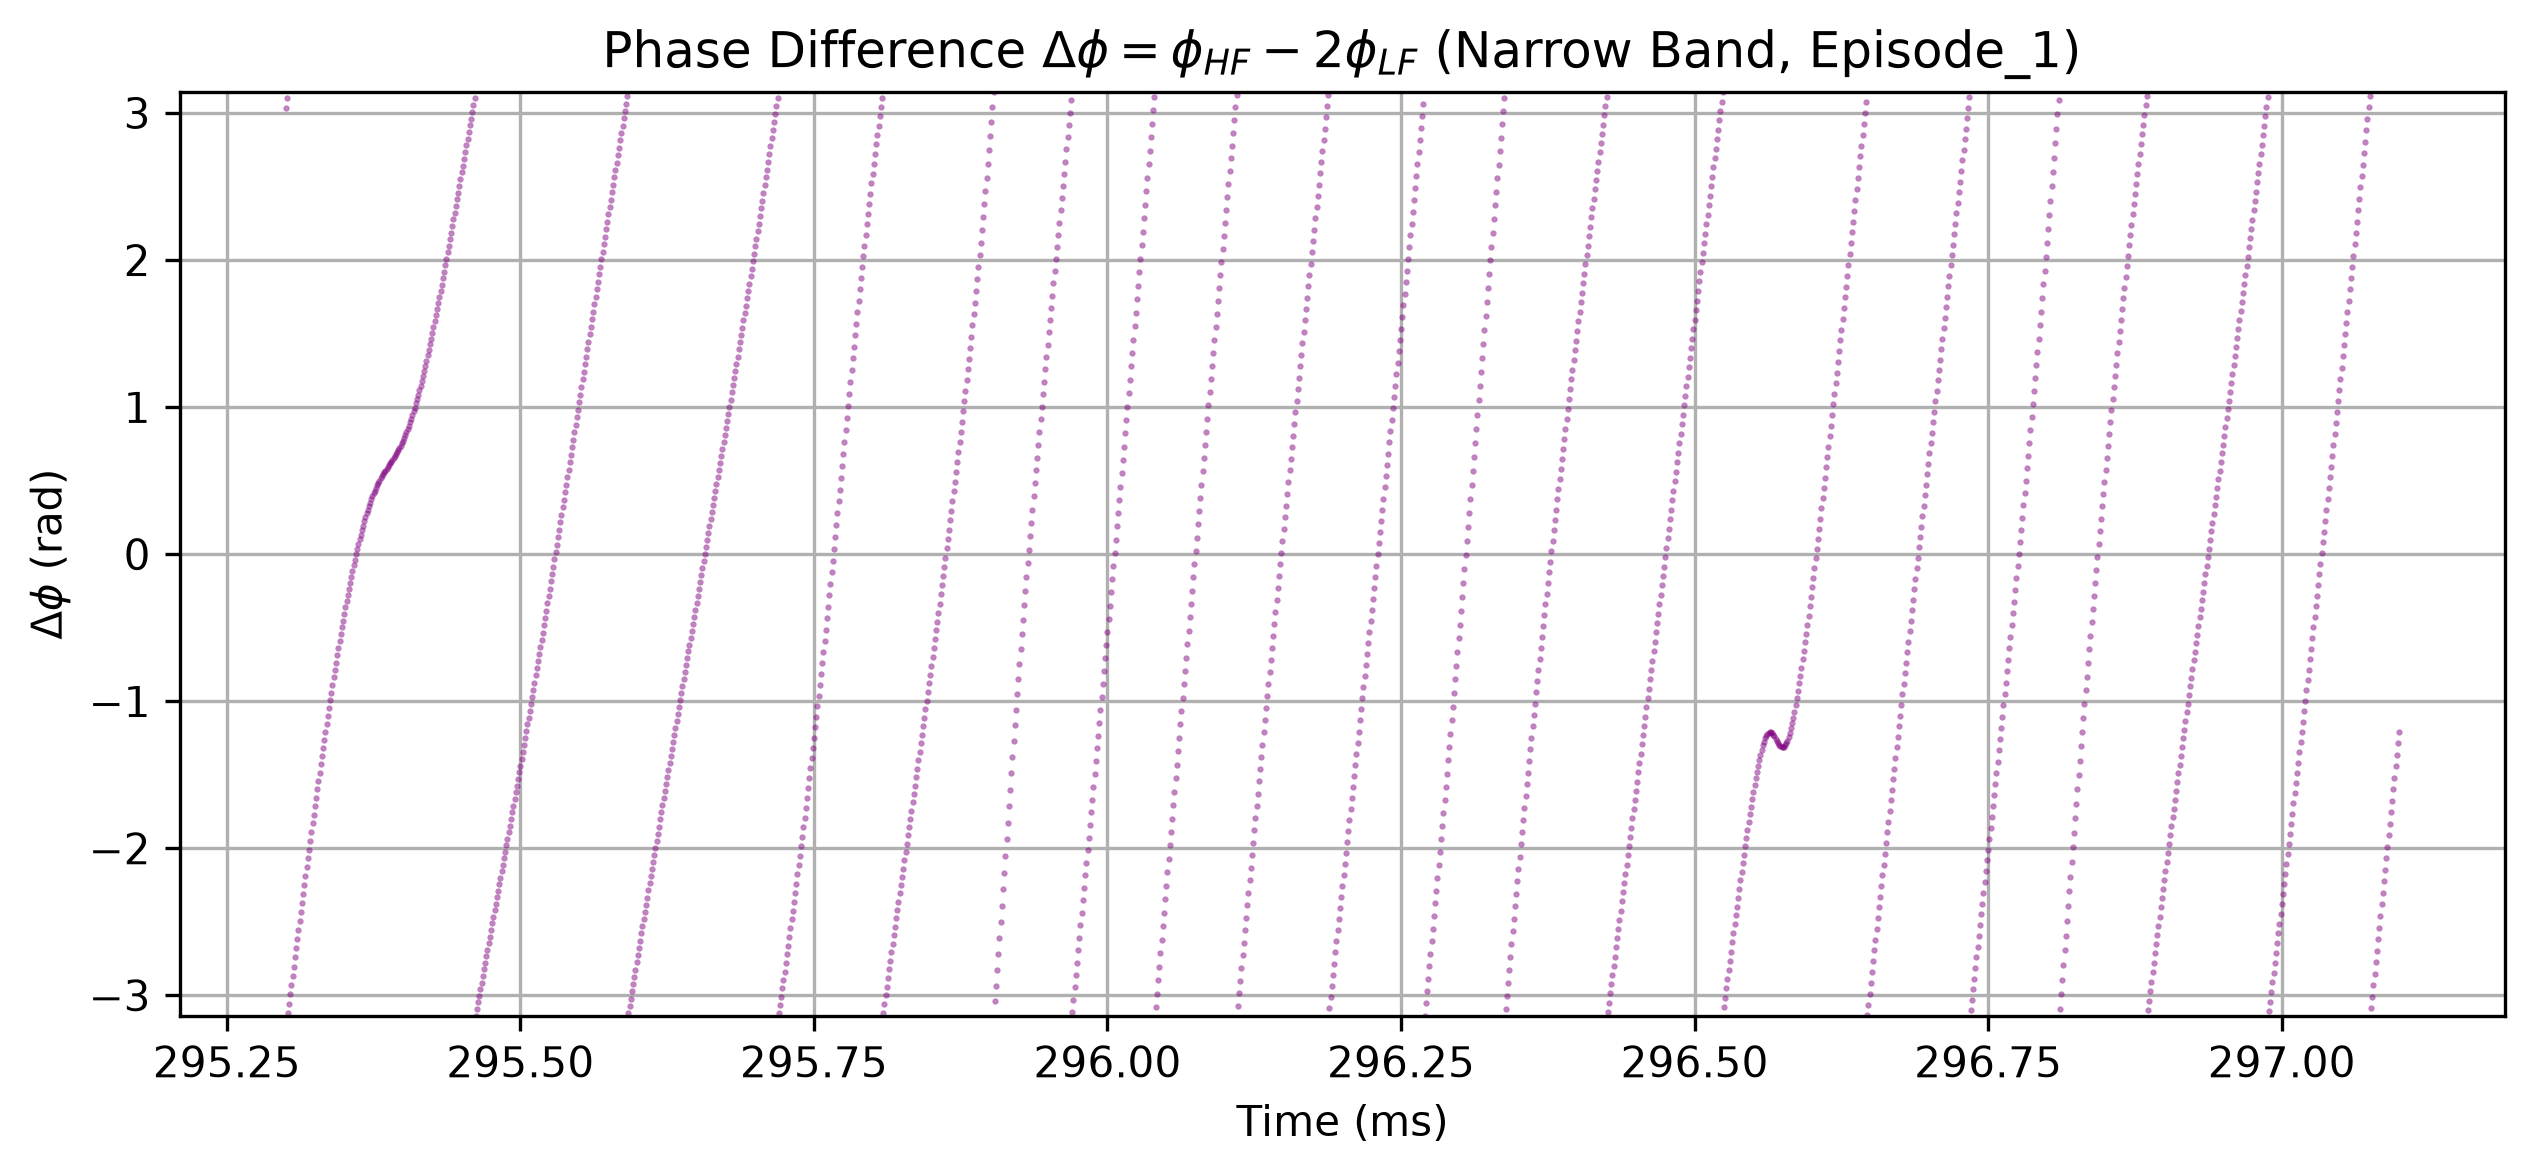 Phase Difference Δϕ = ϕ_HF − 2ϕ_LF (Narrow Band, Episode_1)
Δϕ (rad)
3
2
1
0
−1
−2
−3
295.25 295.50 295.75 296.00 296.25 296.50 296.75 297.00
Time (ms)